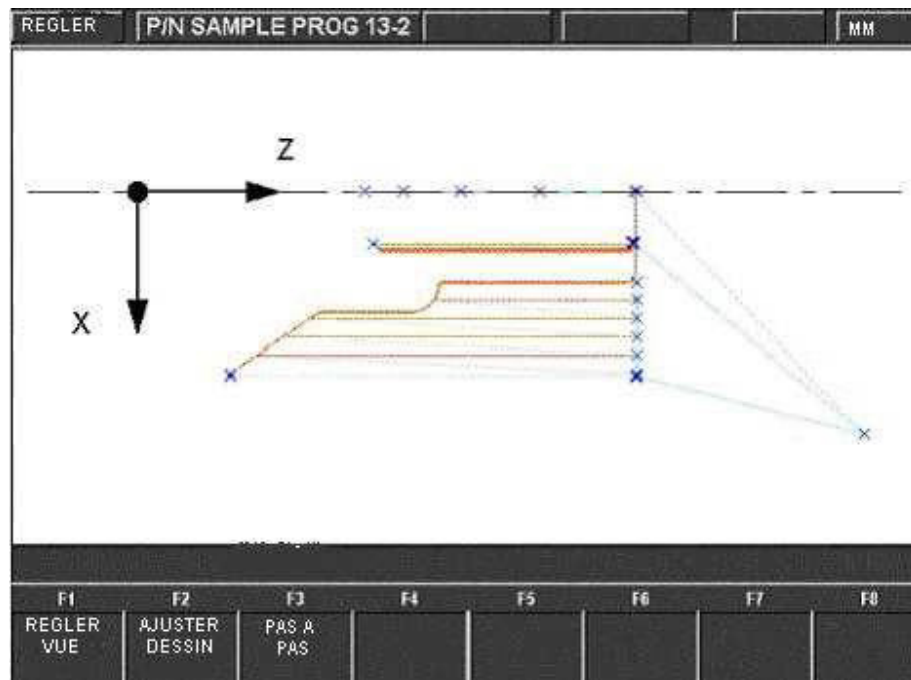 REGLER
P/N SAMPLE PROG 13-2
MM
Z
X
F1 F2 F3 F4 F5 F6 F7 F8
REGLER VUE
AJUSTER DESSIN
PAS A PAS